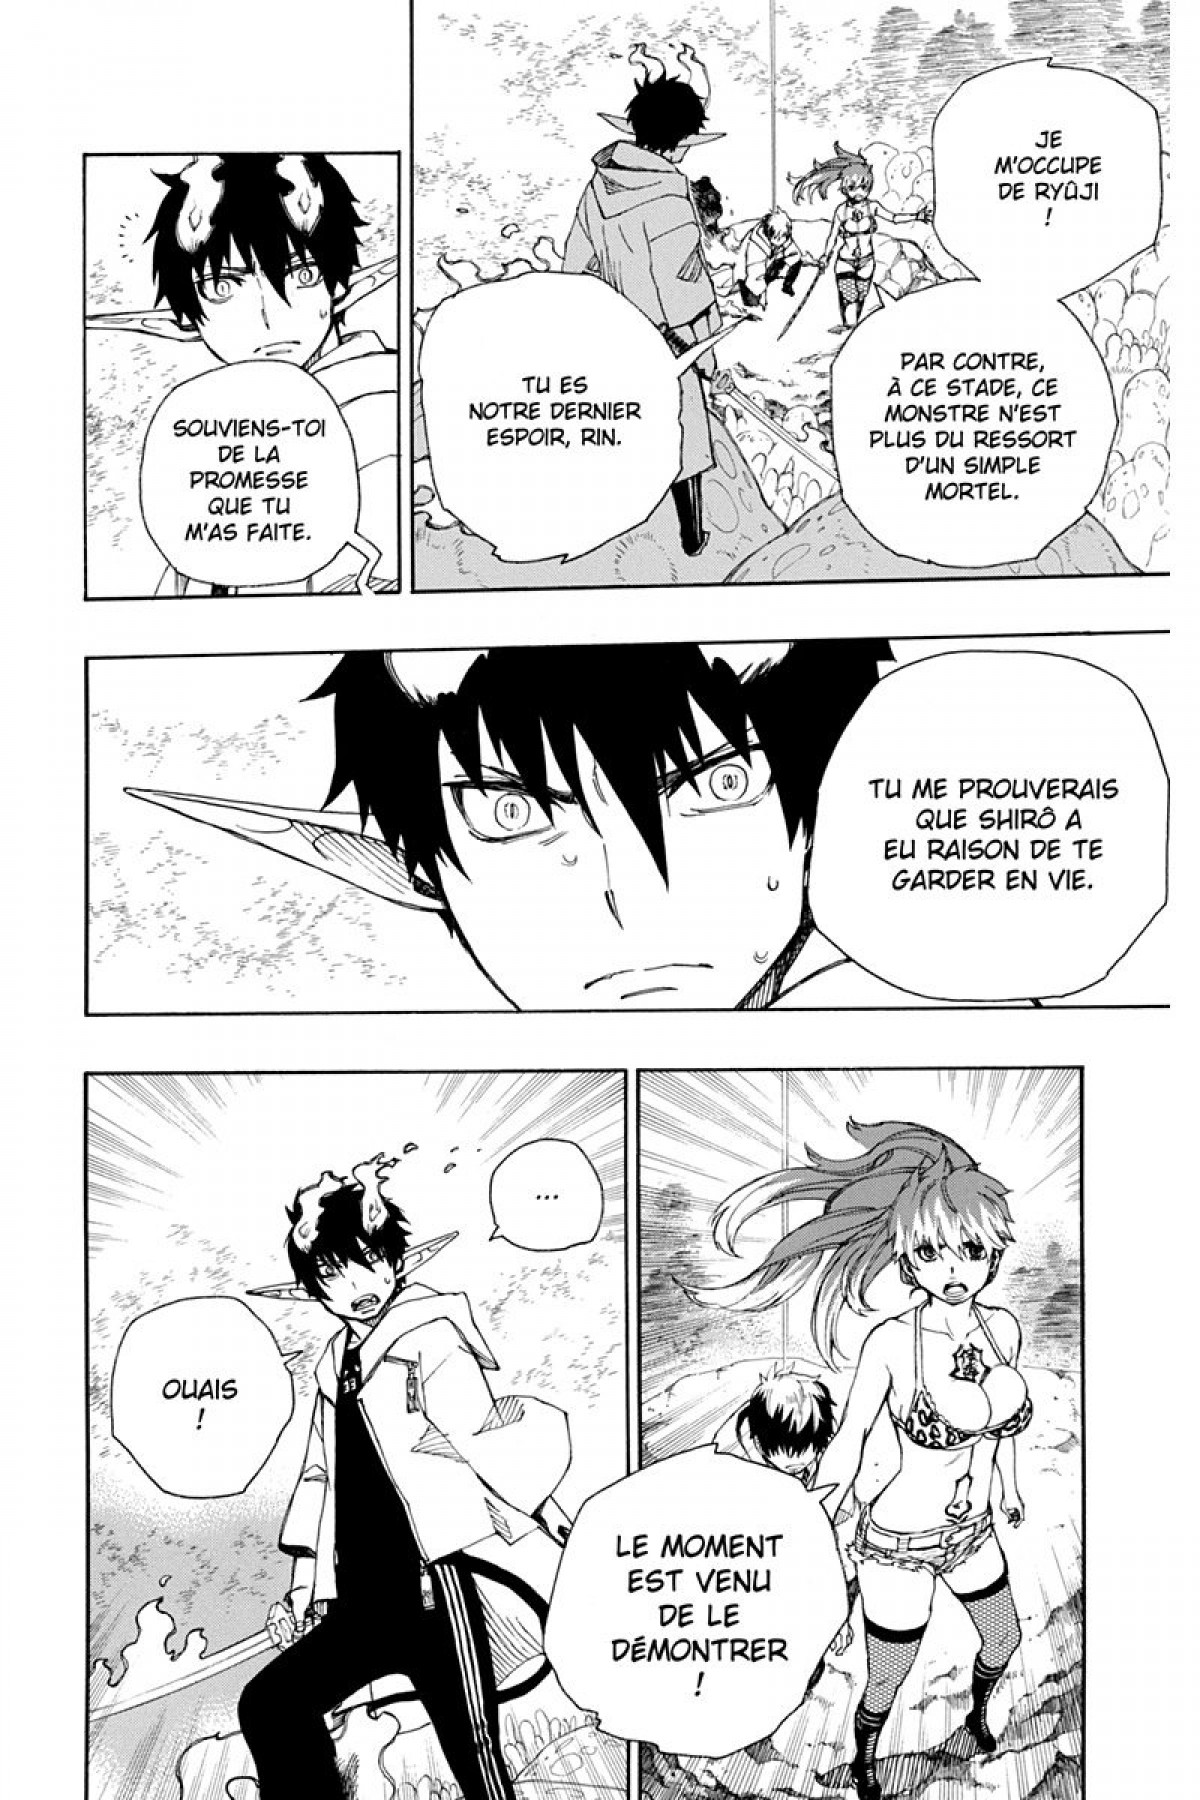 JE
M'OCCUPE
DE RYÛJI
!
PAR CONTRE,
À CE STADE, CE
MONSTRE N'EST
PLUS DU RESSORT
D'UN SIMPLE
MORTEL.
TU ES
NOTRE DERNIER
ESPOIR, RIN.
SOUVIENS-TOI
DE LA
PROMESSE
QUE TU
M'AS FAITE.
TU ME PROUVERAIS
QUE SHIRÔ A
EU RAISON DE TE
GARDER EN VIE.
LE MOMENT
EST VENU
DE LE
DÉMONTRER
!
...
OUAIS
!